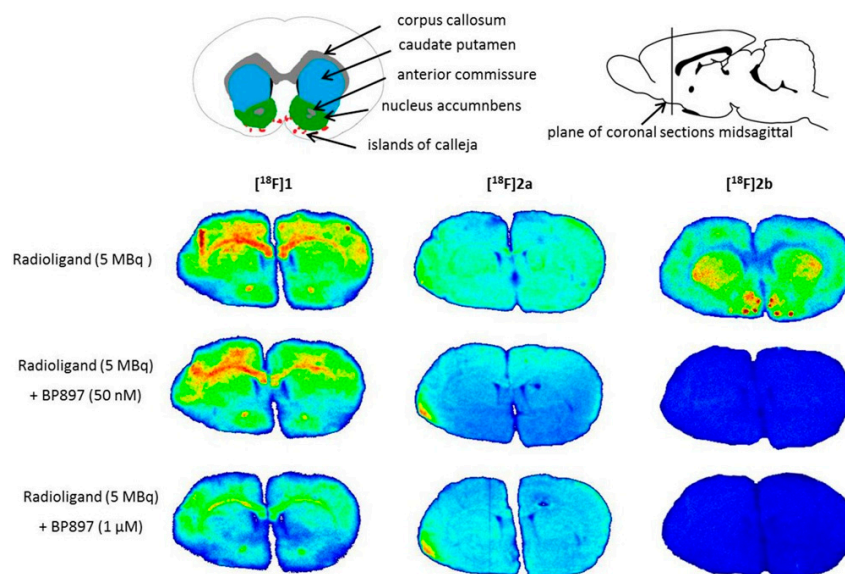 corpus callosum
caudate putamen
anterior commissure
nucleus accumnbens
islands of calleja
plane of coronal sections midsagittal
[¹⁸F]1
[¹⁸F]2a
[¹⁸F]2b
Radioligand (5 MBq )
Radioligand (5 MBq)
+ BP897 (50 nM)
Radioligand (5 MBq)
+ BP897 (1 µM)